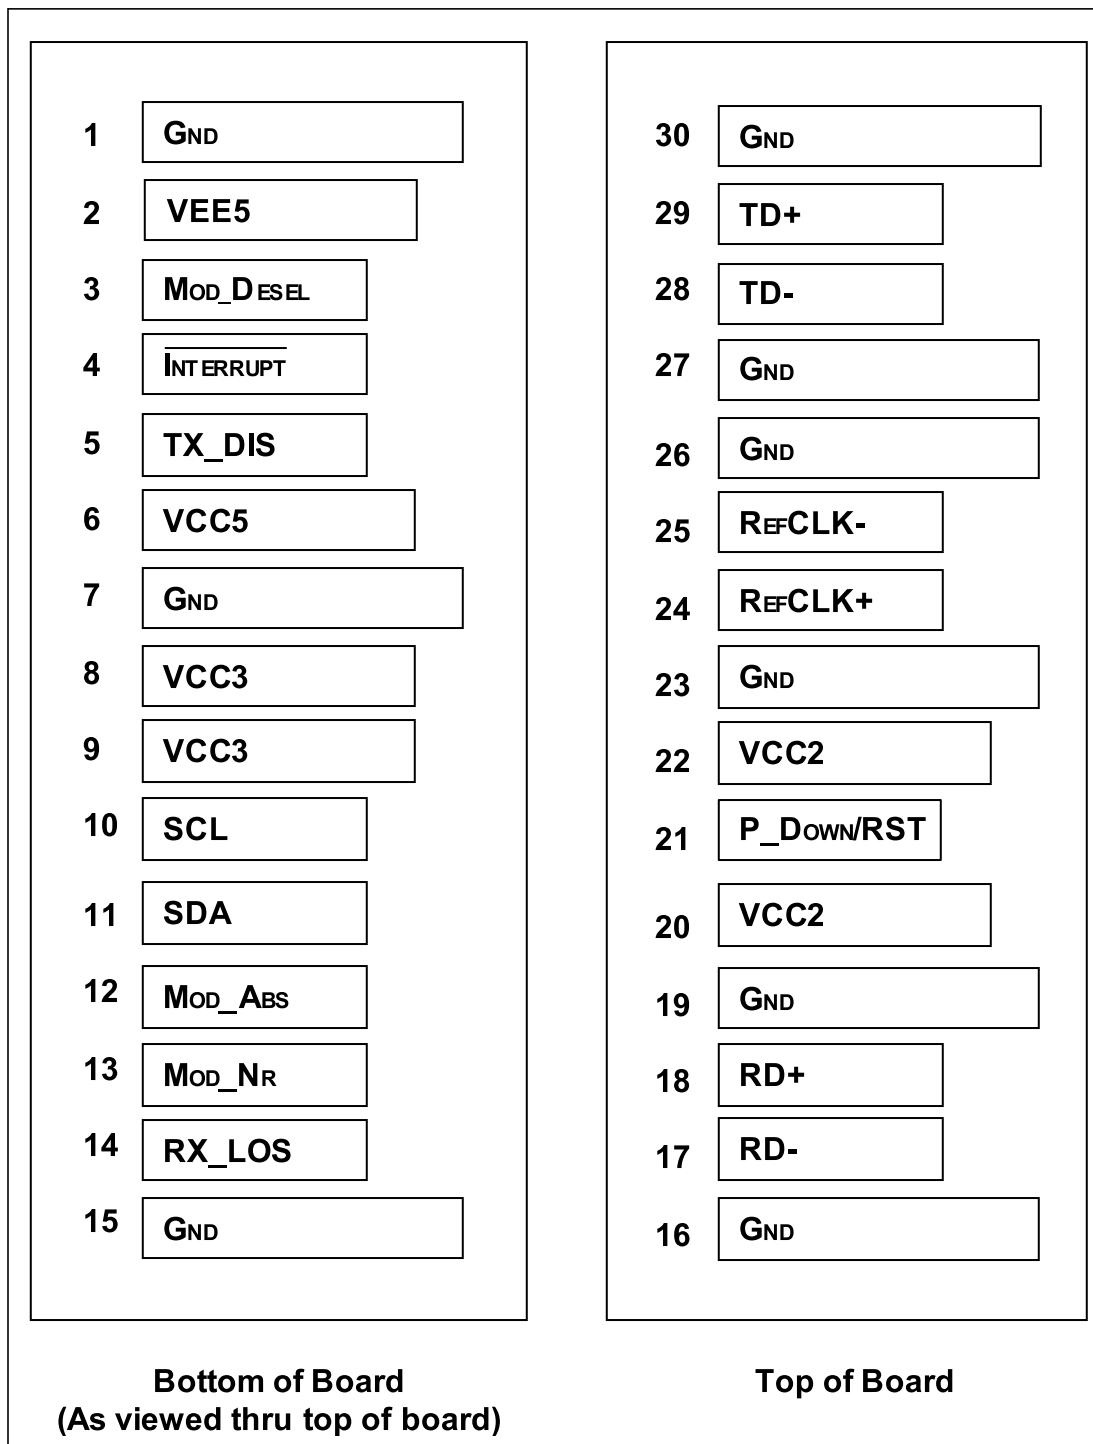 1 GND
2 VEE5
3 MOD_DESEL
4 INTERRUPT
5 TX_DIS
6 VCC5
7 GND
8 VCC3
9 VCC3
10 SCL
11 SDA
12 MOD_ABS
13 MOD_NR
14 RX_LOS
15 GND
Bottom of Board
(As viewed thru top of board)
30 GND
29 TD+
28 TD-
27 GND
26 GND
25 REFCLK-
24 REFCLK+
23 GND
22 VCC2
21 P_DOWN/RST
20 VCC2
19 GND
18 RD+
17 RD-
16 GND
Top of Board